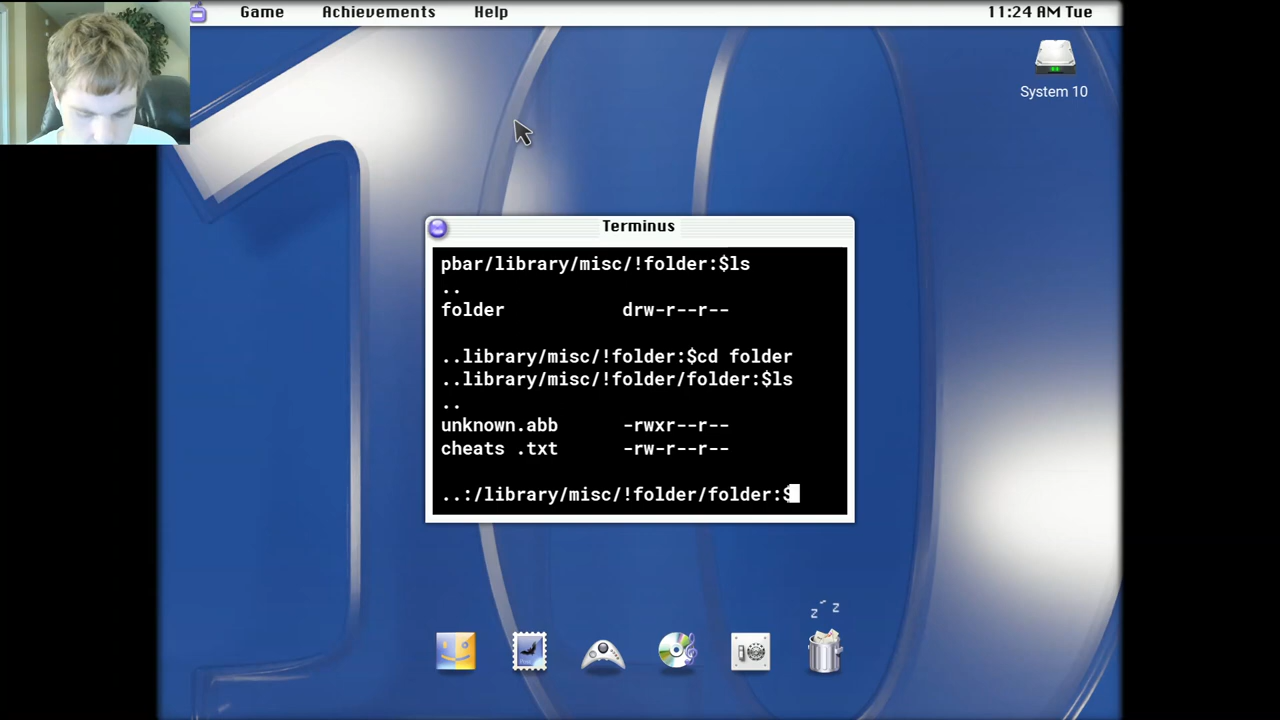 Game Achievements Help 11:24 AM Tue
System 10
Terminus
pbar/library/misc/!folder:$ls
..
folder drw-r--r--
..library/misc/!folder:$cd folder
..library/misc/!folder/folder:$ls
..
unknown.abb -rwxr--r--
cheats .txt -rw-r--r--
..:/library/misc/!folder/folder:$
z z